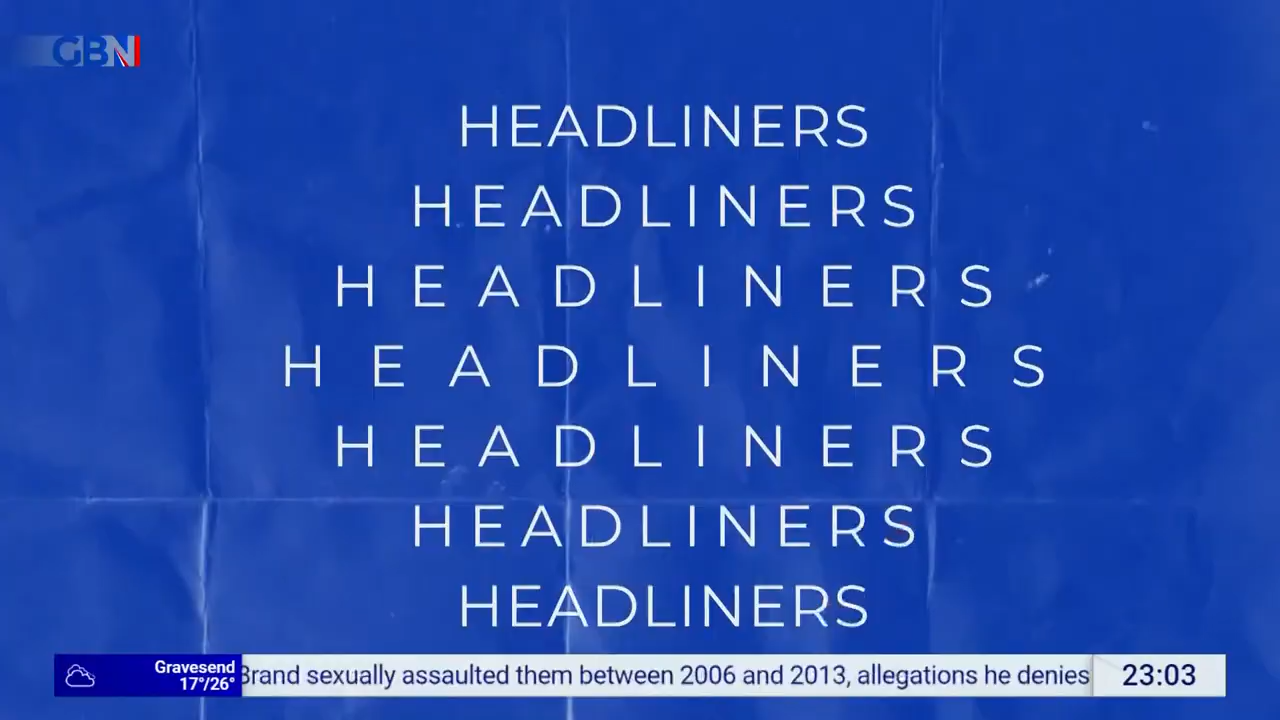 GBN
HEADLINERS
HEADLINERS
HEADLINERS
HEADLINERS
HEADLINERS
HEADLINERS
HEADLINERS
Gravesend
17°/26°
Brand sexually assaulted them between 2006 and 2013, allegations he denies
23:03